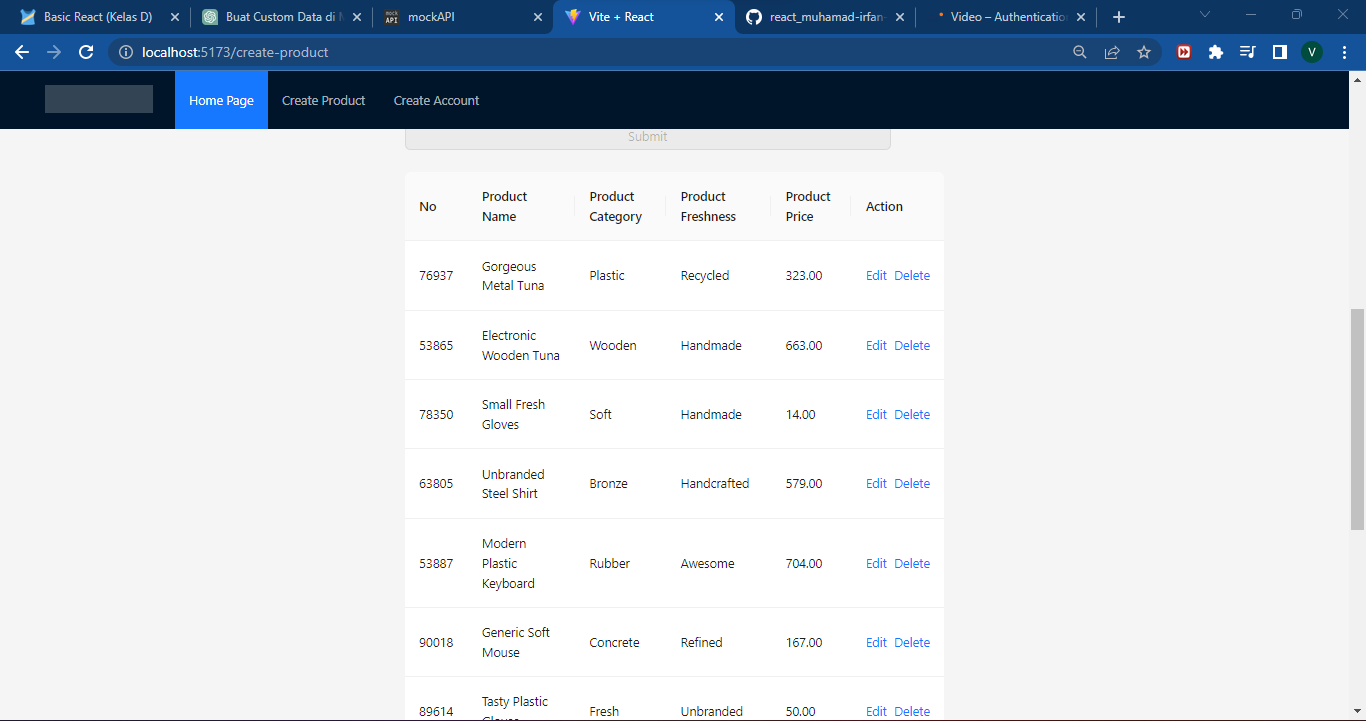 Basic React (Kelas D)
Buat Custom Data di
mock API mockAPI
Vite + React
react_muhamad-irfan-
Video – Authentication
localhost:5173/create-product
V
Home Page Create Product Create Account
Submit
No Product Name Product Category Product Freshness Product Price Action
76937 Gorgeous Metal Tuna Plastic Recycled 323.00 Edit Delete
53865 Electronic Wooden Tuna Wooden Handmade 663.00 Edit Delete
78350 Small Fresh Gloves Soft Handmade 14.00 Edit Delete
63805 Unbranded Steel Shirt Bronze Handcrafted 579.00 Edit Delete
53887 Modern Plastic Keyboard Rubber Awesome 704.00 Edit Delete
90018 Generic Soft Mouse Concrete Refined 167.00 Edit Delete
89614 Tasty Plastic Gloves Fresh Unbranded 50.00 Edit Delete